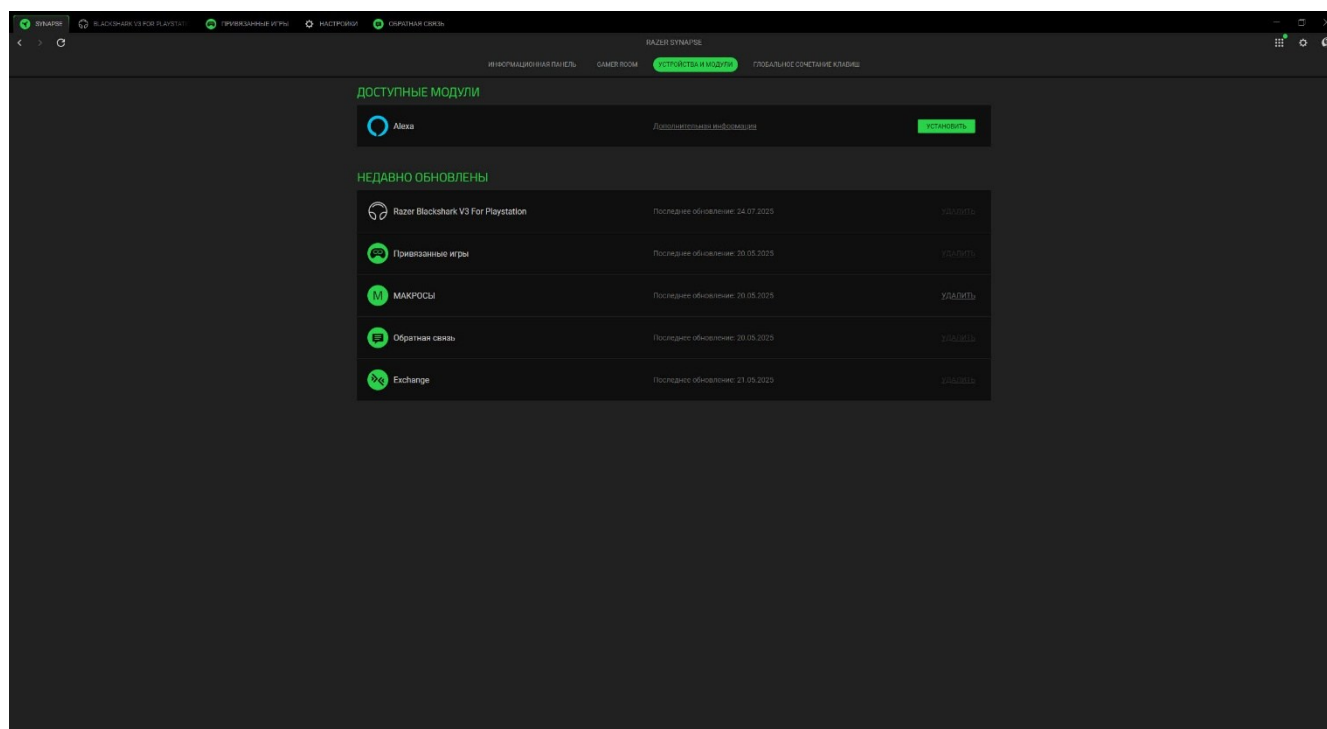 SYNAPSE BLACKSHARK V3 FOR PLAYSTATI ПРИВЯЗАННЫЕ ИГРЫ НАСТРОЙКИ ОБРАТНАЯ СВЯЗЬ
RAZER SYNAPSE
ИНФОРМАЦИОННАЯ ПАНЕЛЬ GAMER ROOM УСТРОЙСТВА И МОДУЛИ ГЛОБАЛЬНОЕ СОЧЕТАНИЕ КЛАВИШ
ДОСТУПНЫЕ МОДУЛИ
Alexa Дополнительная информация УСТАНОВИТЬ
НЕДАВНО ОБНОВЛЕНЫ
Razer Blackshark V3 For Playstation Последнее обновление: 24.07.2025 УДАЛИТЬ
Привязанные игры Последнее обновление: 20.05.2025 УДАЛИТЬ
M МАКРОСЫ Последнее обновление: 20.05.2025 УДАЛИТЬ
Обратная связь Последнее обновление: 20.05.2025 УДАЛИТЬ
Exchange Последнее обновление: 21.05.2025 УДАЛИТЬ